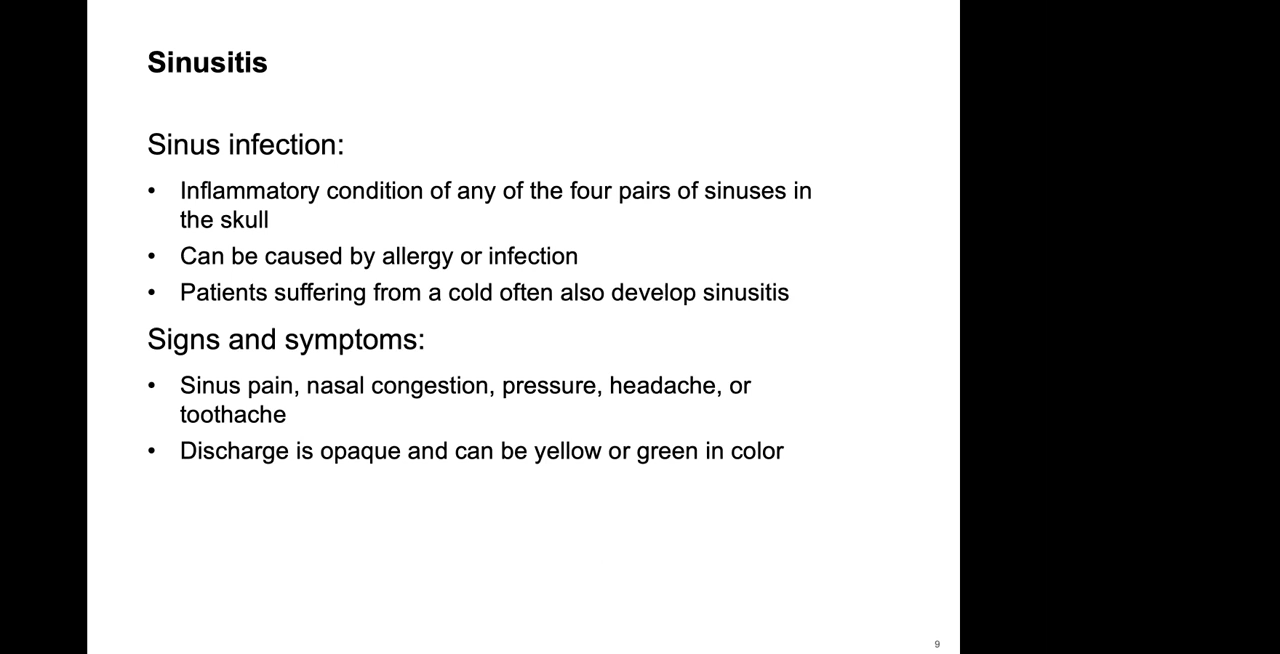 Sinusitis
Sinus infection:
• Inflammatory condition of any of the four pairs of sinuses in
the skull
• Can be caused by allergy or infection
• Patients suffering from a cold often also develop sinusitis
Signs and symptoms:
• Sinus pain, nasal congestion, pressure, headache, or
toothache
• Discharge is opaque and can be yellow or green in color
9